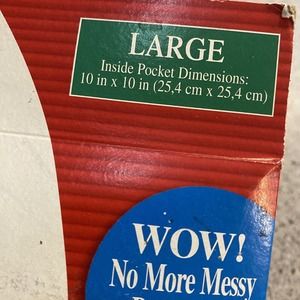 LARGE
Inside Pocket Dimensions:
10 in x 10 in (25,4 cm x 25,4 cm)
WOW!
No More Messy